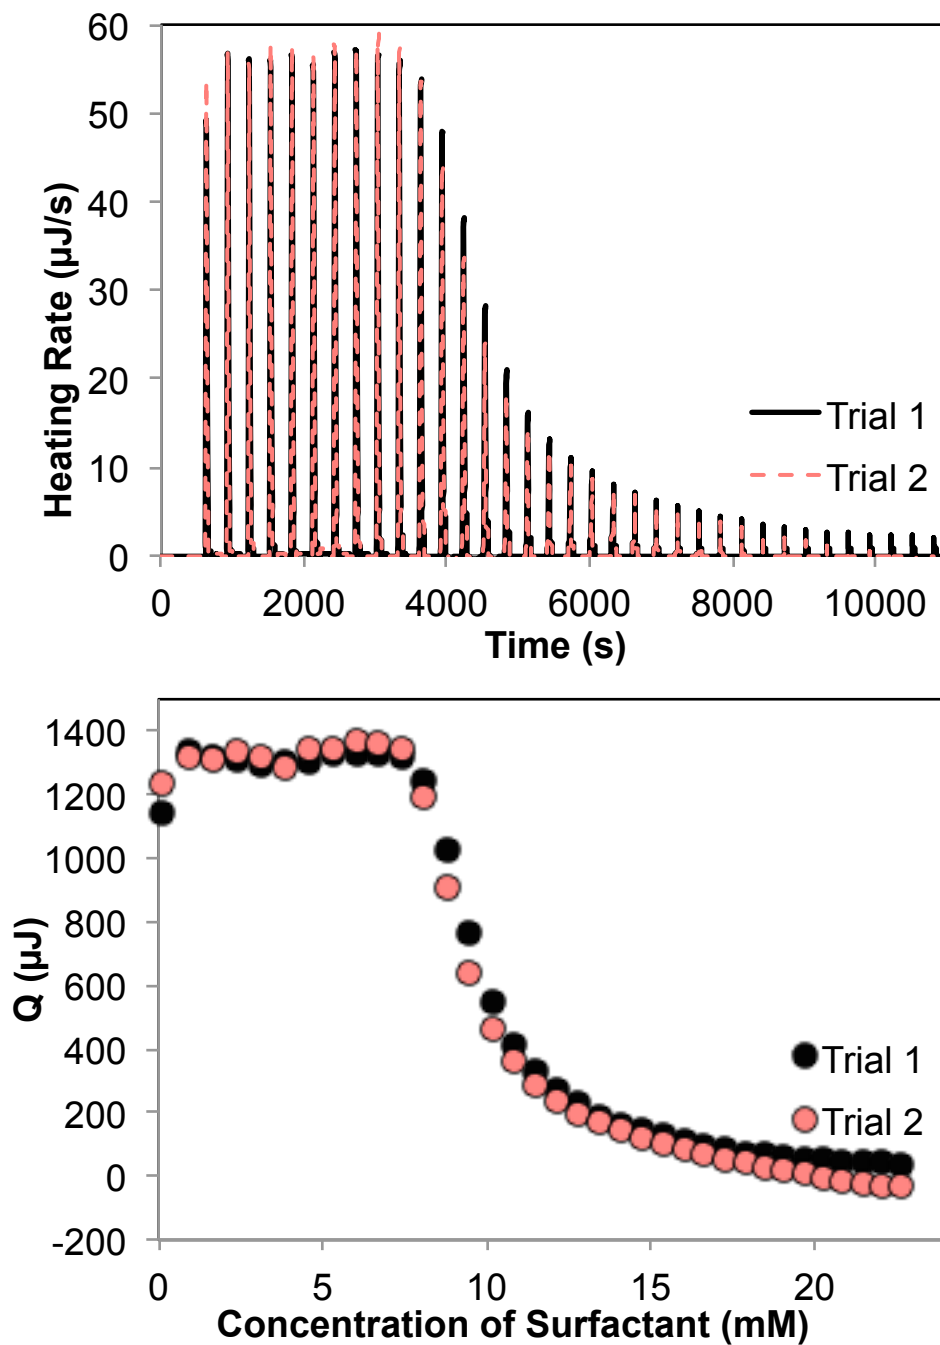 60
50
40
30
20
10
0
Heating Rate (µJ/s)
Trial 1
Trial 2
0 2000 4000 6000 8000 10000
Time (s)
1400
1200
1000
800
600
400
200
0
-200
Q (µJ)
Trial 1
Trial 2
0 5 10 15 20
Concentration of Surfactant (mM)